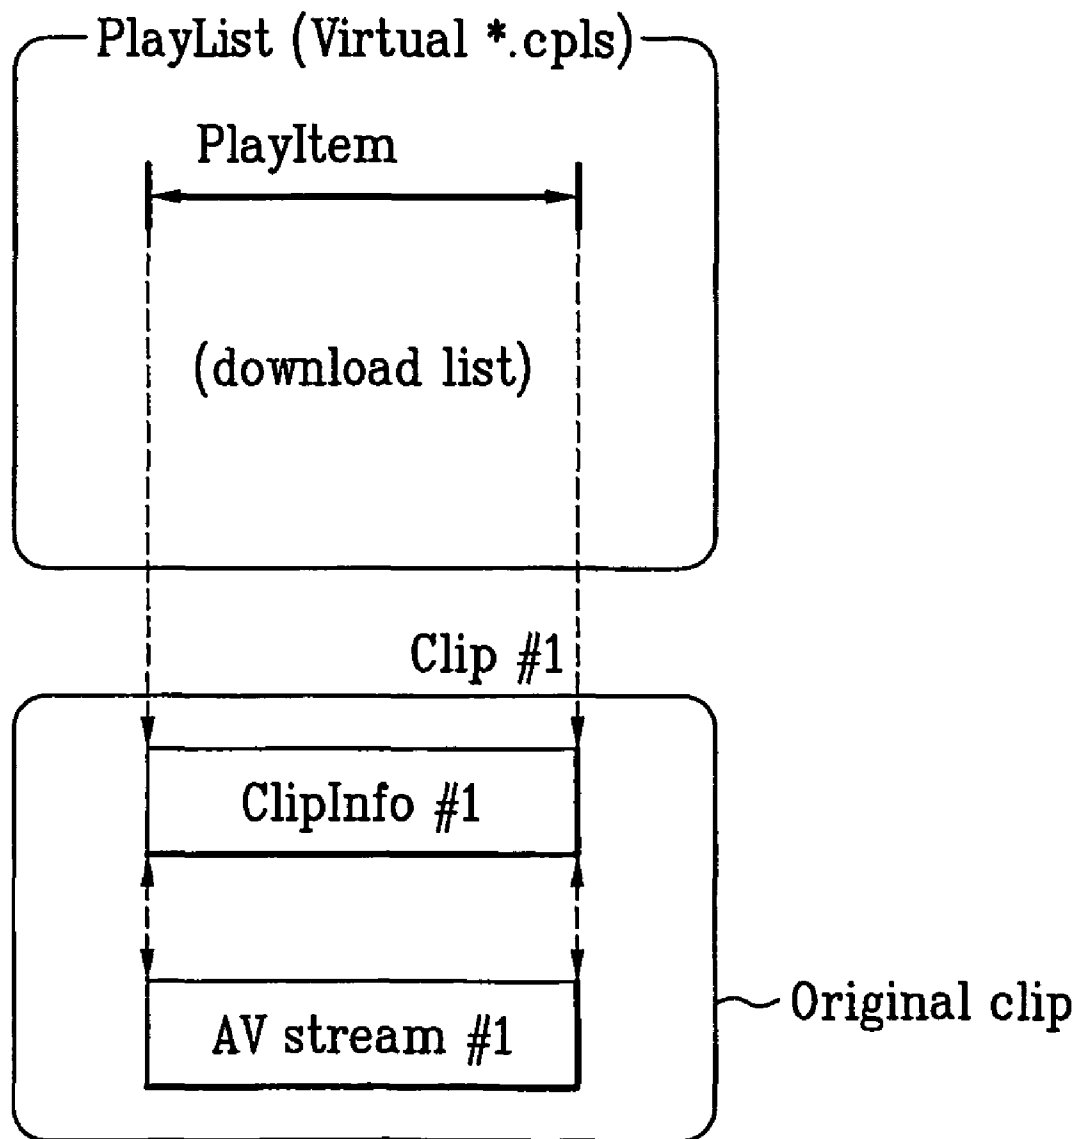 PlayList (Virtual *.cpls)
PlayItem
(download list)
Clip #1
ClipInfo #1
AV stream #1
Original clip